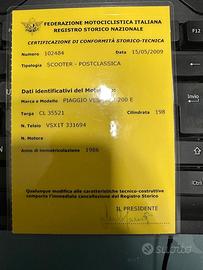 FEDERAZIONE MOTOCICLISTICA ITALIANA
REGISTRO STORICO NAZIONALE
CERTIFICAZIONE DI CONFORMITÀ STORICO-TECNICA
Numero 102484 Data 15/05/2009
Tipologia SCOOTER - POSTCLASSICA
Dati identificativi del
Marca e Modello PIAGGIO 200 E
Targa CL 35521 Cilindrata 198
N. Telaio VSX1T 331694
N. Motore
Anno di immatricolazione 1986
Qualunque modifica alle caratteristiche tecnico-costruttive
comporta l'immediata cancellazione dal Registro Storico
IL PRESIDENTE
Invio
subito.it